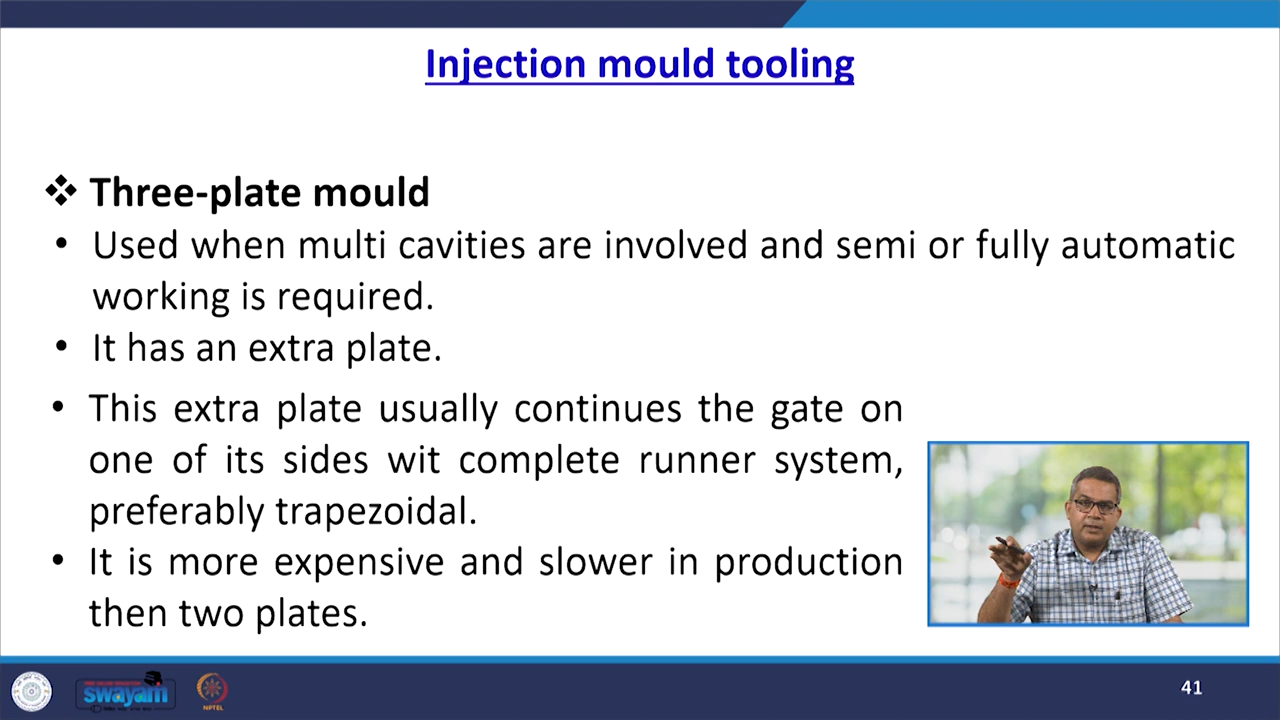 Injection mould tooling
❖ Three-plate mould
• Used when multi cavities are involved and semi or fully automatic
working is required.
• It has an extra plate.
• This extra plate usually continues the gate on
one of its sides wit complete runner system,
preferably trapezoidal.
• It is more expensive and slower in production
then two plates.
swayam
NPTEL
41